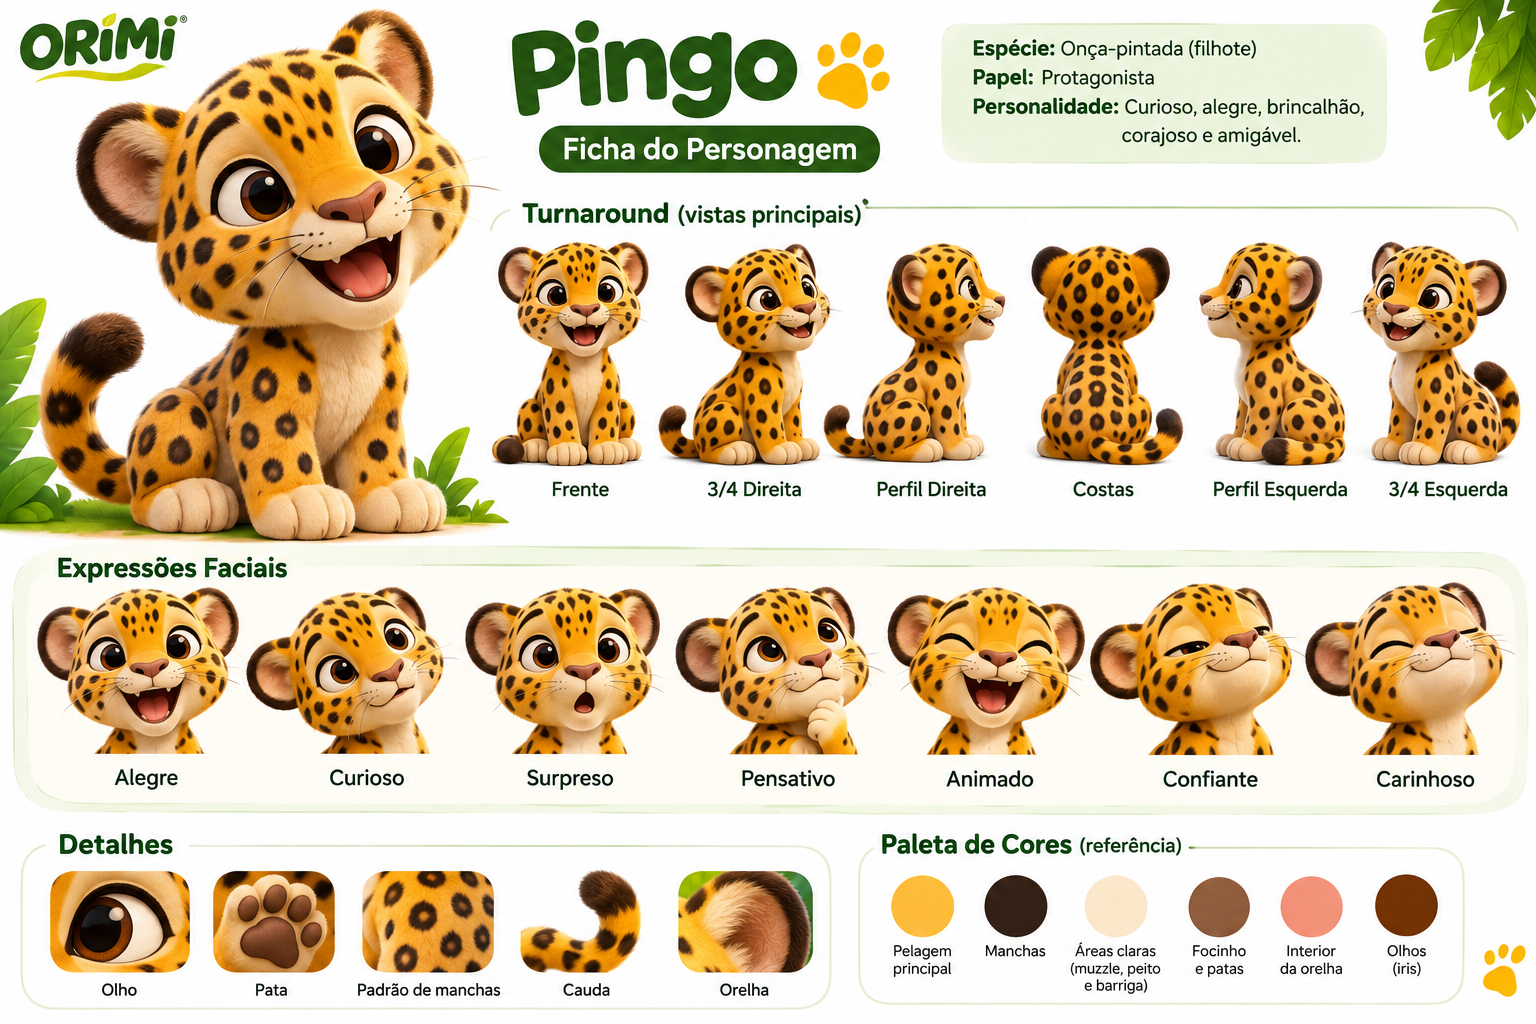 ORiMi®
Pingo
Ficha do Personagem
Espécie: Onça-pintada (filhote)
Papel: Protagonista
Personalidade: Curioso, alegre, brincalhão,
corajoso e amigável.
Turnaround (vistas principais)
Frente
3/4 Direita
Perfil Direita
Costas
Perfil Esquerda
3/4 Esquerda
Expressões Faciais
Alegre
Curioso
Surpreso
Pensativo
Animado
Confiante
Carinhoso
Detalhes
Olho
Pata
Padrão de manchas
Cauda
Orelha
Paleta de Cores (referência)
Pelagem
principal
Manchas
Áreas claras
(muzzle, peito
e barriga)
Focinho
e patas
Interior
da orelha
Olhos
(iris)